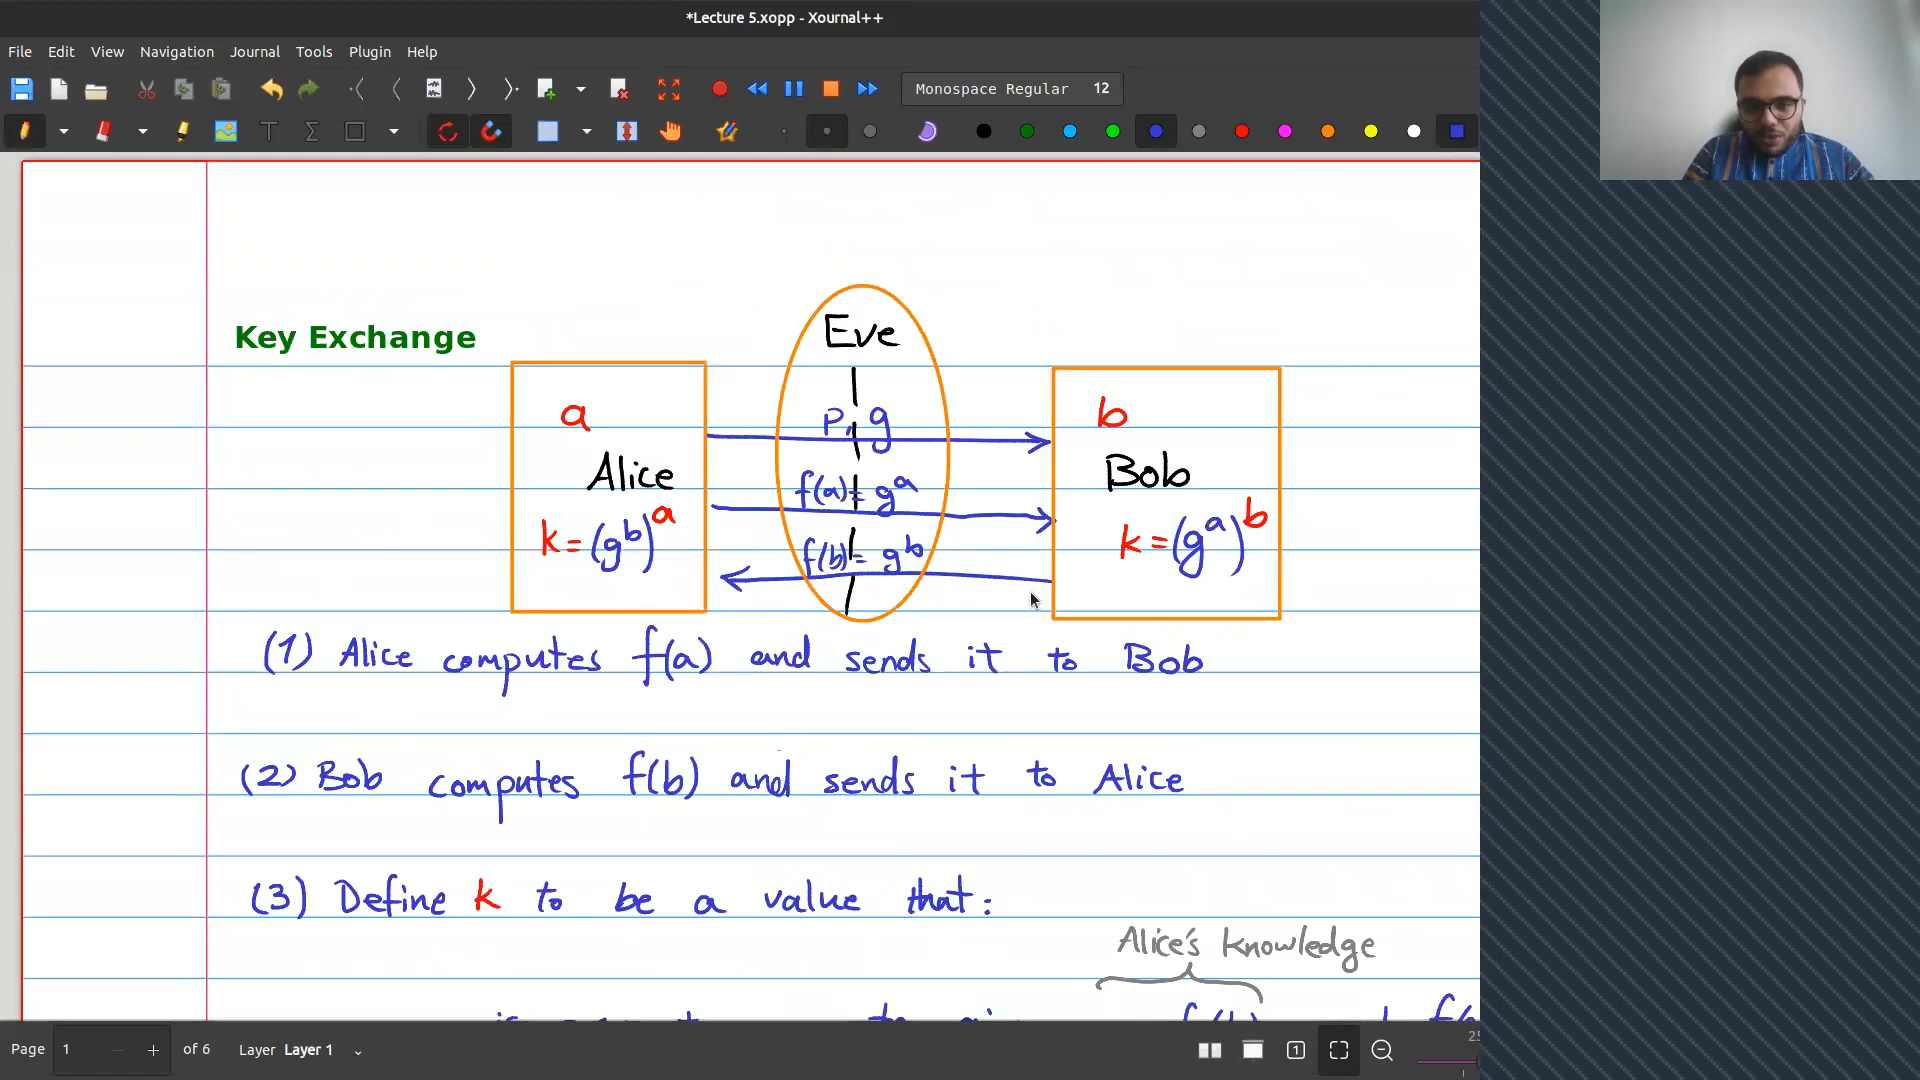 *Lecture 5.xopp - Xournal++
File Edit View Navigation Journal Tools Plugin Help
Monospace Regular 12
Key Exchange
Eve
a
p, g
b
Alice
Bob
f(a) = g^a
k = (g^b)^a
k = (g^a)^b
f(b) = g^b
(1) Alice computes f(a) and sends it to Bob
(2) Bob computes f(b) and sends it to Alice
(3) Define k to be a value that:
Alice's knowledge
Page 1 of 6 Layer Layer 1